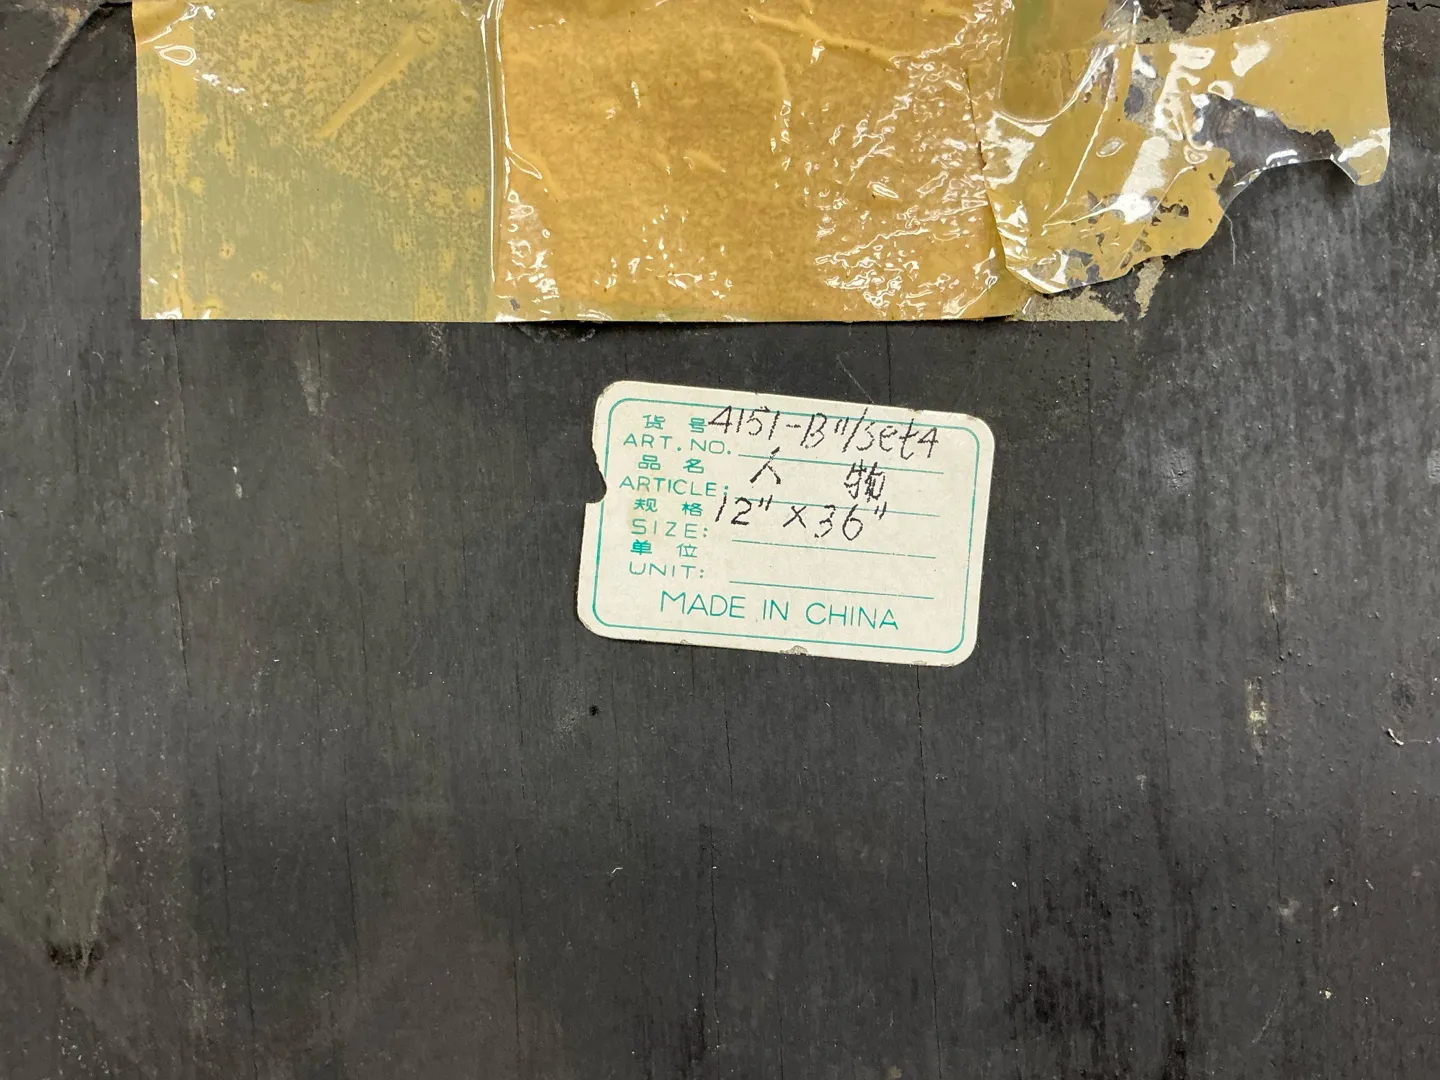 货 号 4151-B"/set4
ART. NO.
品 名 人 物
ARTICLE:
规 格 12" x 36"
SIZE:
单 位
UNIT:
MADE IN CHINA